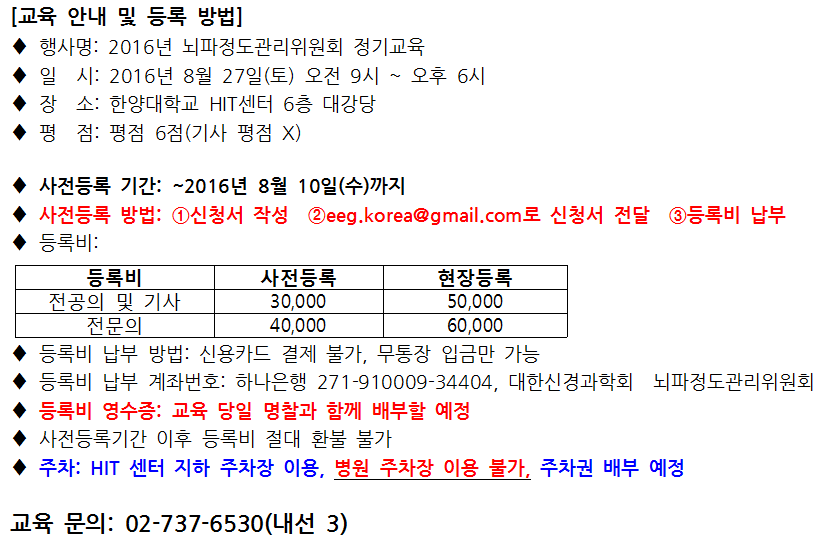 [교육 안내 및 등록 방법]
♦ 행사명: 2016년 뇌파정도관리위원회 정기교육
♦ 일 시: 2016년 8월 27일(토) 오전 9시 ~ 오후 6시
♦ 장 소: 한양대학교 HIT센터 6층 대강당
♦ 평 점: 평점 6점(기사 평점 X)
♦ 사전등록 기간: ~2016년 8월 10일(수)까지
♦ 사전등록 방법: ①신청서 작성 ②eeg.korea@gmail.com로 신청서 전달 ③등록비 납부
♦ 등록비:
등록비 사전등록 현장등록
전공의 및 기사 30,000 50,000
전문의 40,000 60,000
♦ 등록비 납부 방법: 신용카드 결제 불가, 무통장 입금만 가능
♦ 등록비 납부 계좌번호: 하나은행 271-910009-34404, 대한신경과학회 뇌파정도관리위원회
♦ 등록비 영수증: 교육 당일 명찰과 함께 배부할 예정
♦ 사전등록기간 이후 등록비 절대 환불 불가
♦ 주차: HIT 센터 지하 주차장 이용, 병원 주차장 이용 불가, 주차권 배부 예정
교육 문의: 02-737-6530(내선 3)